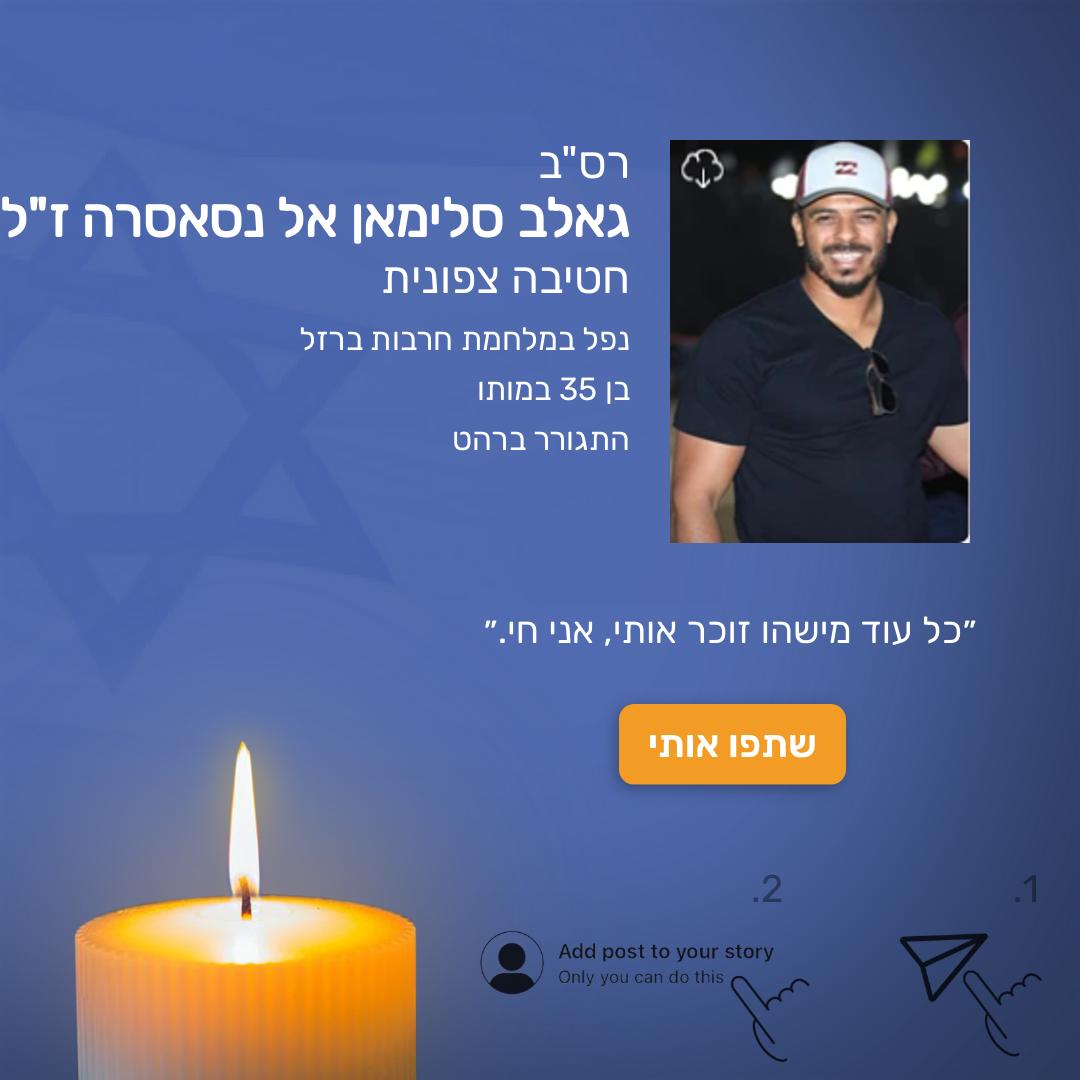 רס"ב
גאלב סלימאן אל נסאסרה ז"ל
חטיבה צפונית
נפל במלחמת חרבות ברזל
בן 35 במותו
התגורר ברהט
״כל עוד מישהו זוכר אותי, אני חי.״
שתפו אותי
1.
2.
Add post to your story
Only you can do this